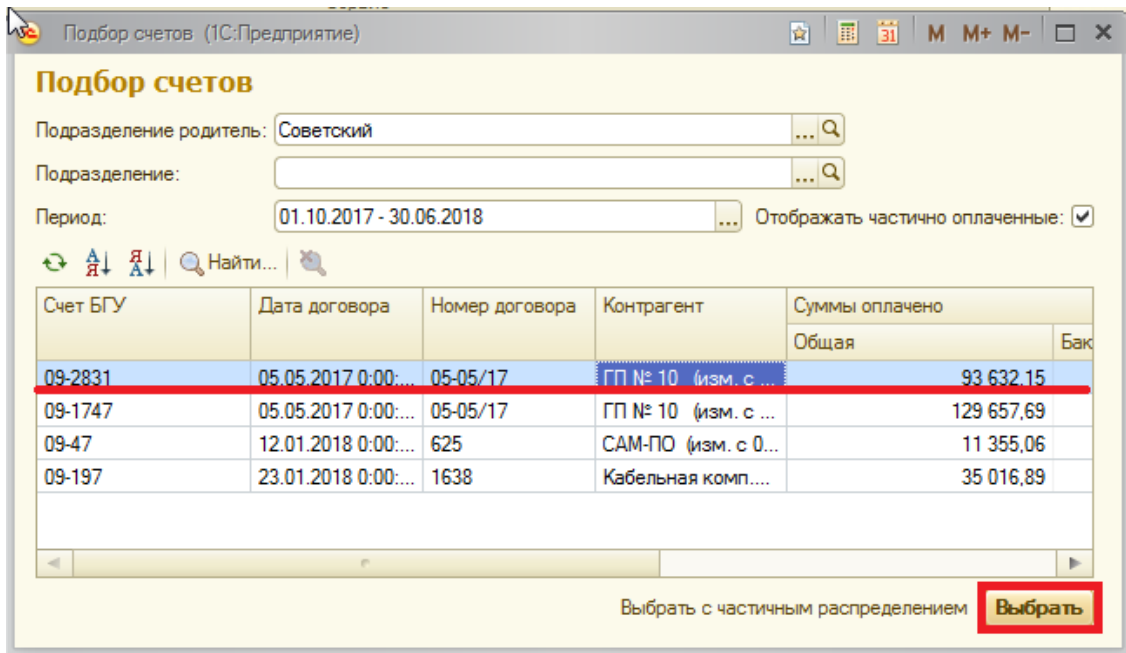 Подбор счетов (1С:Предприятие)
31 M M+ M-
Подбор счетов
Подразделение родитель: Советский ...
Подразделение: ...
Период: 01.10.2017 - 30.06.2018 ... Отображать частично оплаченные:
Найти...
Счет БГУ Дата договора Номер договора Контрагент Суммы оплачено
Общая Бак
09-2831 05.05.2017 0:00:... 05-05/17 ГП № 10 (изм. с ... 93 632,15
09-1747 05.05.2017 0:00:... 05-05/17 ГП № 10 (изм. с ... 129 657,69
09-47 12.01.2018 0:00:... 625 САМ-ПО (изм. с 0... 11 355,06
09-197 23.01.2018 0:00:... 1638 Кабельная комп.... 35 016,89
Выбрать с частичным распределением Выбрать